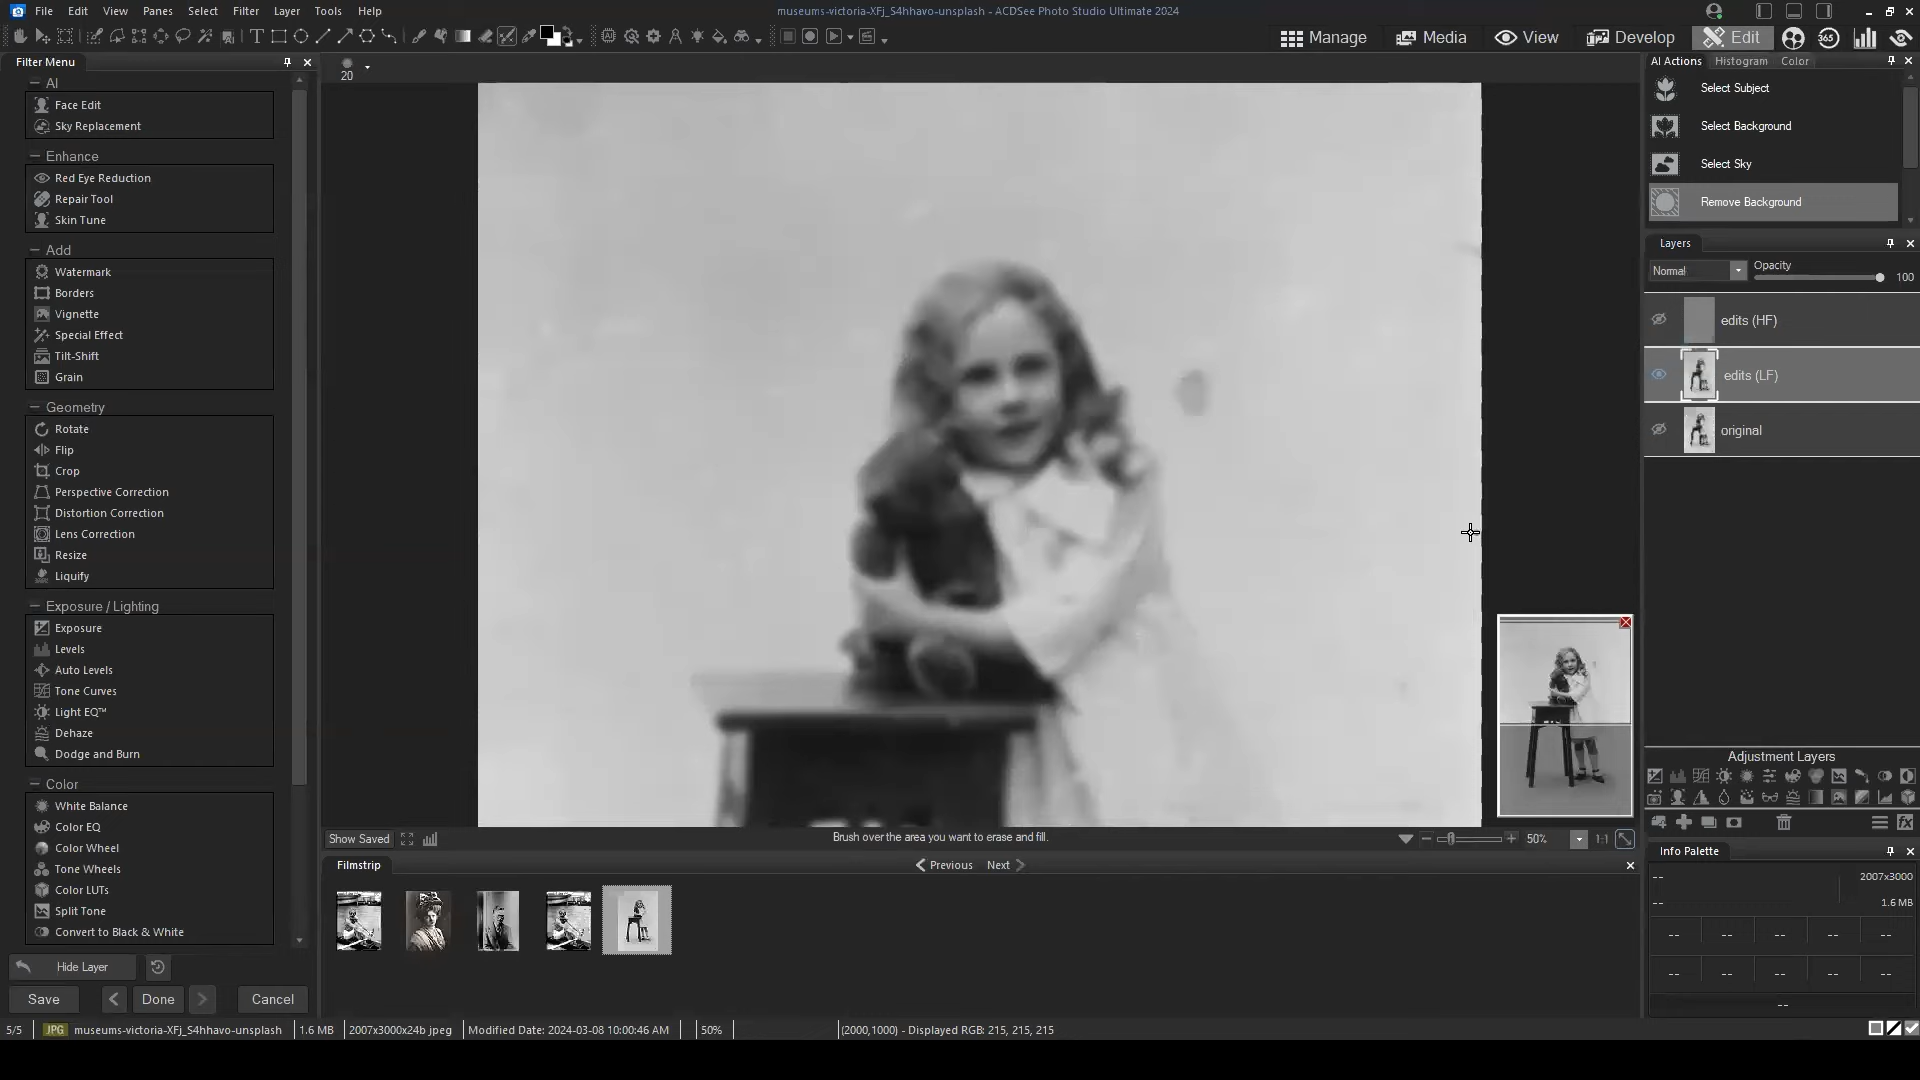 File Edit View Panes Select Filter Layer Tools Help
museums-victoria-XFj_S4hhavo-unsplash - ACDSee Photo Studio Ultimate 2024
Manage Media View Develop Edit 365
Filter Menu
20
AI Actions Histogram Color
AI
Face Edit
Sky Replacement
Enhance
Red Eye Reduction
Repair Tool
Skin Tune
Add
Watermark
Borders
Vignette
Special Effect
Tilt-Shift
Grain
Geometry
Rotate
Flip
Crop
Perspective Correction
Distortion Correction
Lens Correction
Resize
Liquify
Exposure / Lighting
Exposure
Levels
Auto Levels
Tone Curves
Light EQ™
Dehaze
Dodge and Burn
Color
White Balance
Color EQ
Color Wheel
Tone Wheels
Color LUTs
Split Tone
Convert to Black & White
Hide Layer
Save Done Cancel
Select Subject
Select Background
Select Sky
Remove Background
Layers
Normal Opacity 100
edits (HF)
edits (LF)
original
Adjustment Layers
Show Saved
Brush over the area you want to erase and fill.
50% 1:1
Filmstrip
Previous Next
Info Palette
-- 2007x3000
-- 1.6 MB
-- -- -- -- --
-- -- -- -- --
--
5/5 JPG museums-victoria-XFj_S4hhavo-unsplash 1.6 MB 2007x3000x24b jpeg Modified Date: 2024-03-08 10:00:46 AM 50% (2000,1000) - Displayed RGB: 215, 215, 215